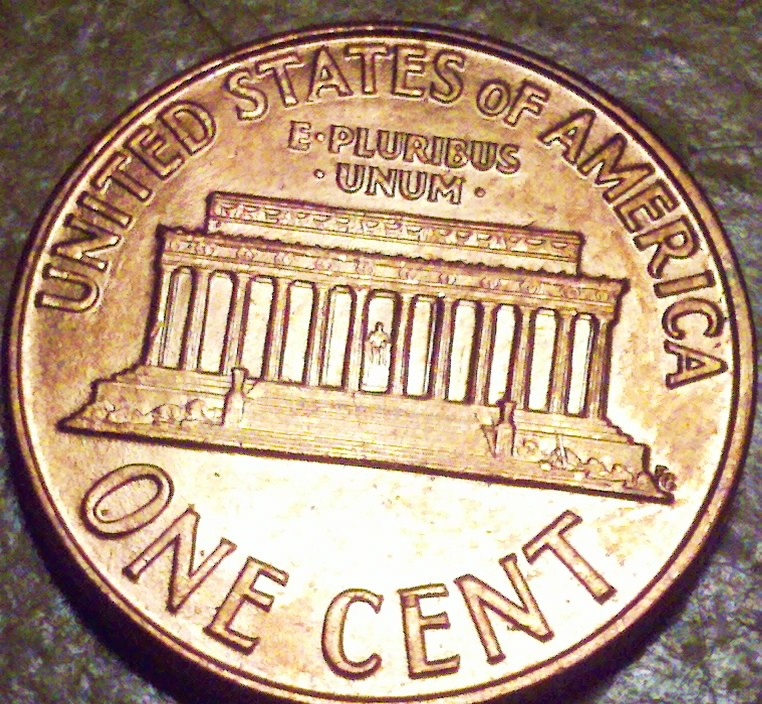 UNITED STATES OF AMERICA
E·PLURIBUS
·UNUM·
ONE CENT